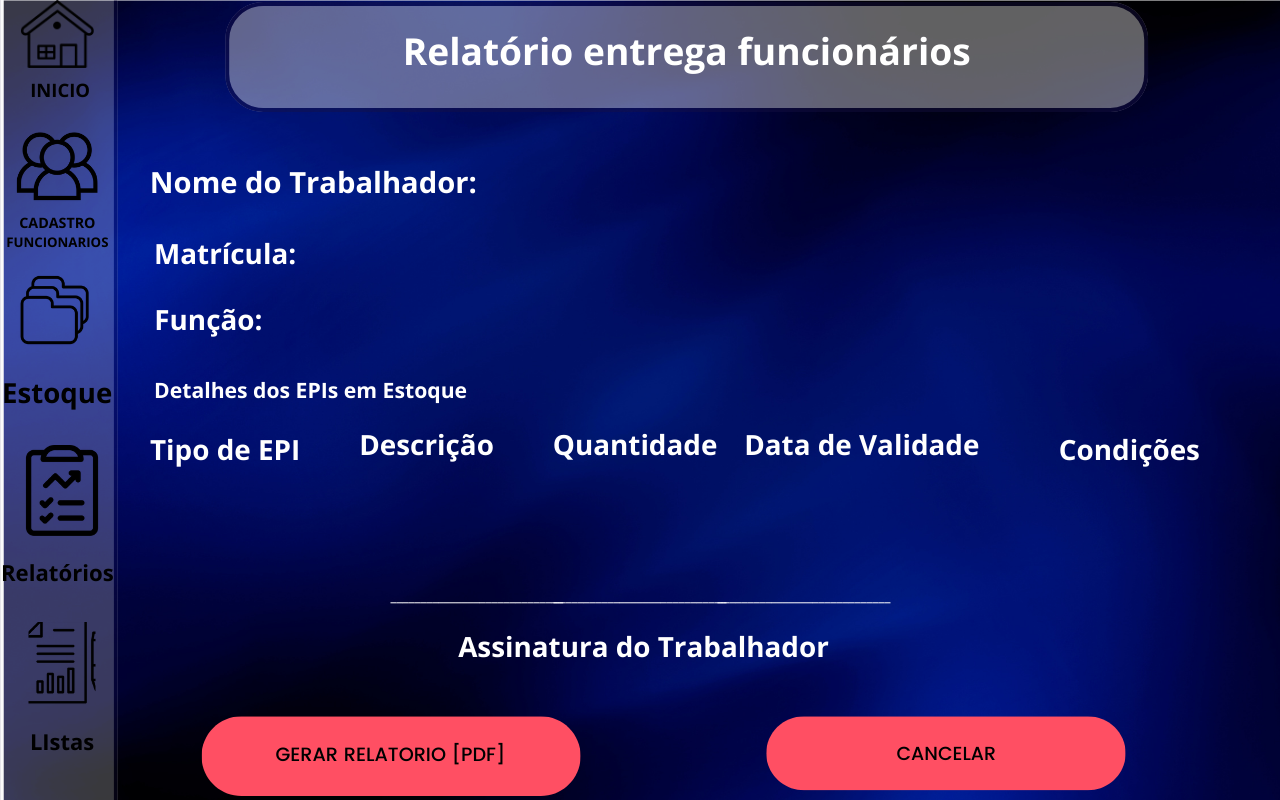 Relatório entrega funcionários
INICIO
CADASTRO
FUNCIONARIOS
Estoque
Relatórios
LIstas
Nome do Trabalhador:
Matrícula:
Função:
Detalhes dos EPIs em Estoque
Tipo de EPI Descrição Quantidade Data de Validade Condições
Assinatura do Trabalhador
GERAR RELATORIO [PDF] CANCELAR